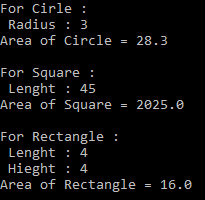 For Cirle :
Radius : 3
Area of Circle = 28.3
For Square :
Lenght : 45
Area of Square = 2025.0
For Rectangle :
Lenght : 4
Hieght : 4
Area of Rectangle = 16.0